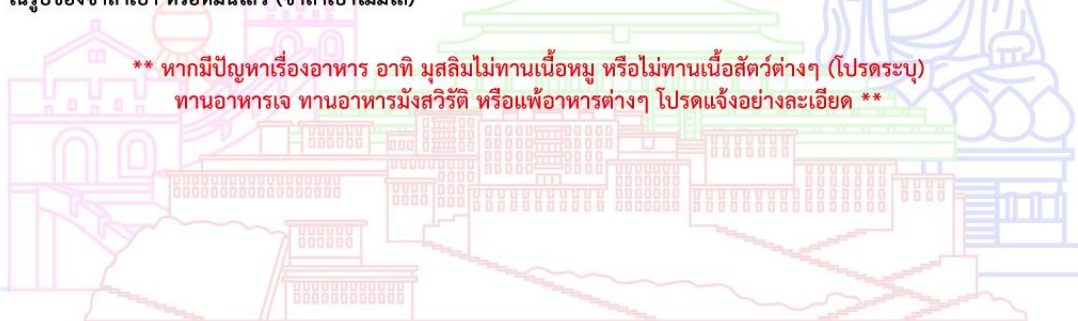 ** หากมีปัญหาเรื่องอาหาร อาทิ มุสลิมไม่ทานเนื้อหมู หรือไม่ทานเนื้อสัตว์ต่างๆ (โปรดระบุ)
ทานอาหารเจ ทานอาหารมังสวิรัติ หรือแพ้อาหารต่างๆ โปรดแจ้งอย่างละเอียด **